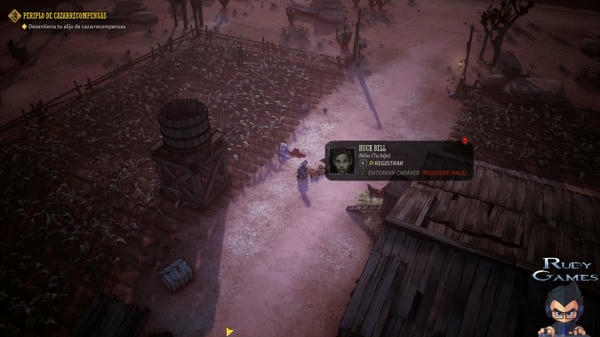 PERIPLO DE CAZARRECOMPENSAS
Desentierra tu alijo de cazarrecompensas
HUCK BELL
Niño (Tu hijo)
REGISTRAR
ENTERRAR CADÁVER (REQUIERE: PALA)
RUDY
GAMES